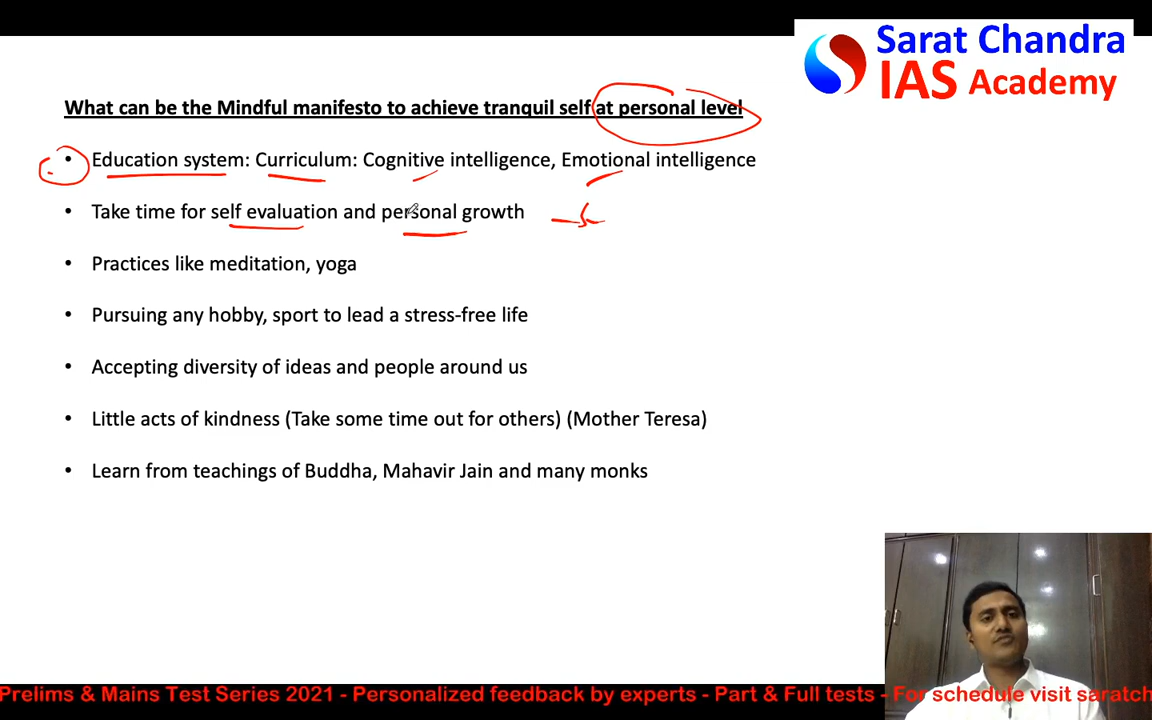 Sarat Chandra
IAS Academy
What can be the Mindful manifesto to achieve tranquil self at personal level
• Education system: Curriculum: Cognitive intelligence, Emotional intelligence
• Take time for self evaluation and personal growth
• Practices like meditation, yoga
• Pursuing any hobby, sport to lead a stress-free life
• Accepting diversity of ideas and people around us
• Little acts of kindness (Take some time out for others) (Mother Teresa)
• Learn from teachings of Buddha, Mahavir Jain and many monks
Prelims & Mains Test Series 2021 - Personalized feedback by experts - Part & Full tests - For schedule visit saratch